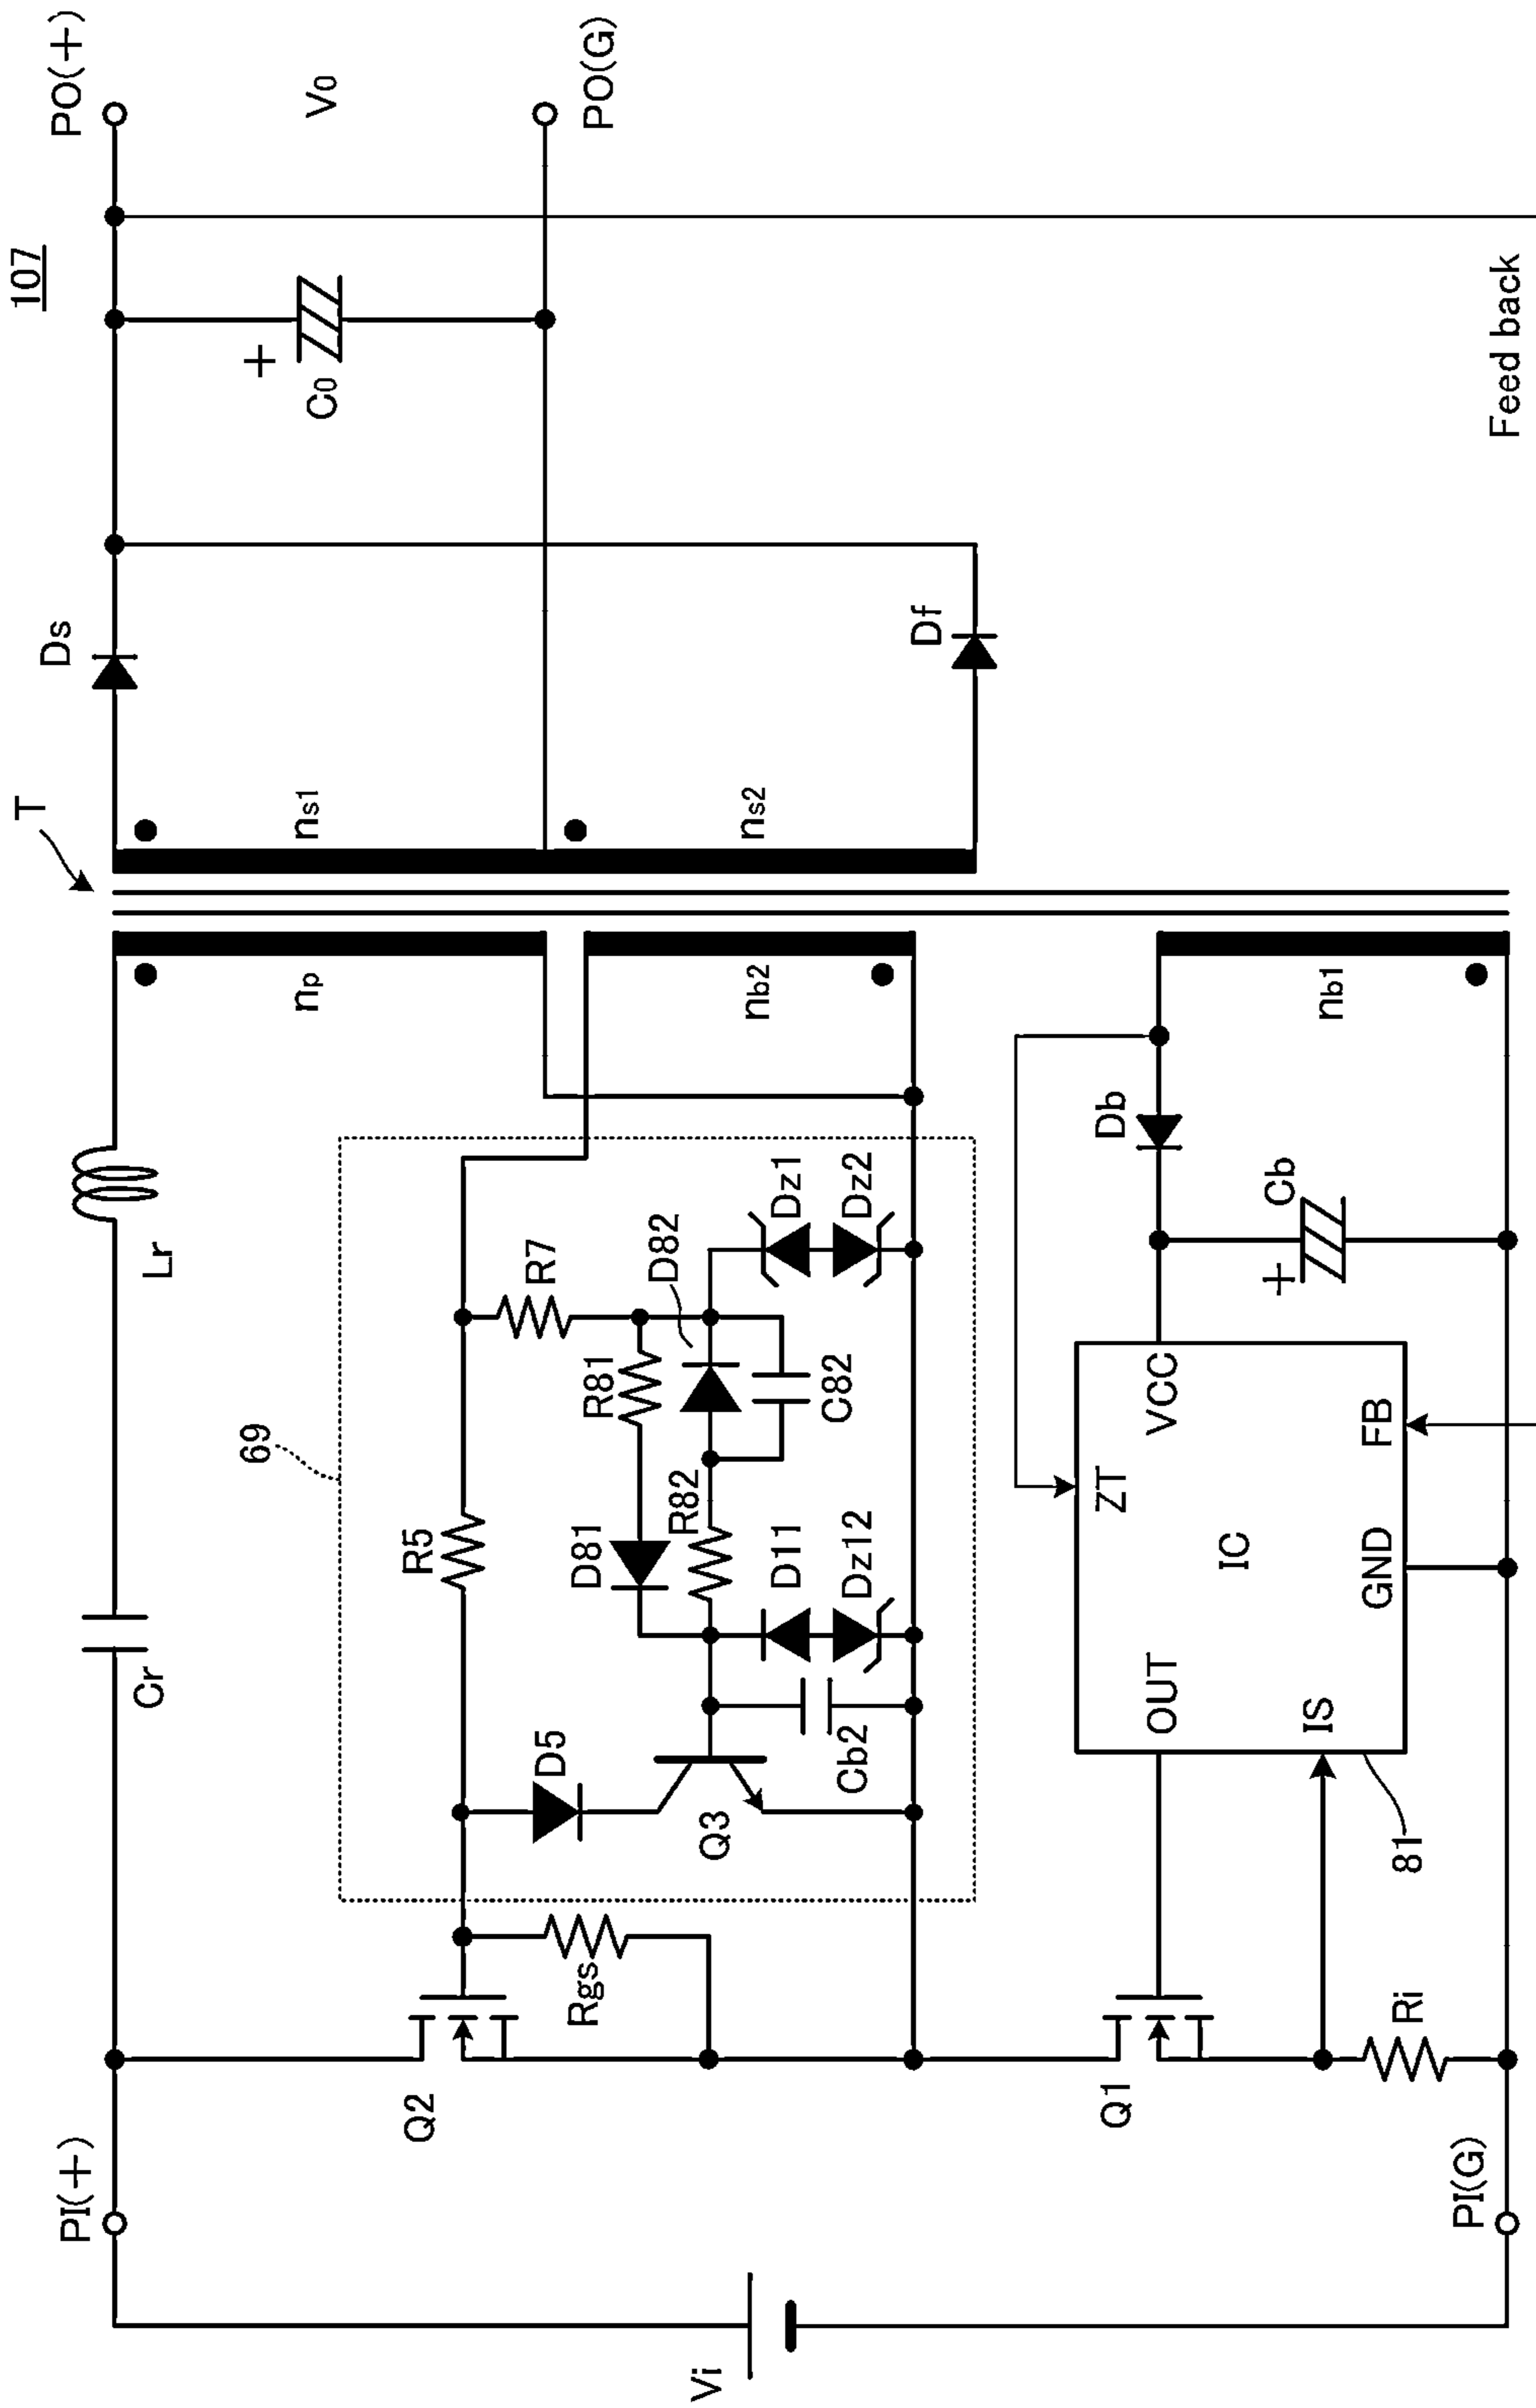 107
T
PI(+)
Cr
Lr
Ds
PO(+)
69
np
ns1
C0
+
V0
Q2
R5
R7
D5
D81
R81
D82
Rgs
Q3
R82
PO(G)
Cb2
D11
Dz12
C82
Dz1
Dz2
nb2
ns2
Df
Vi
Q1
OUT
ZT
VCC
Db
IC
IS
GND
FB
+
Cb
nb1
Ri
81
PI(G)
Feed back